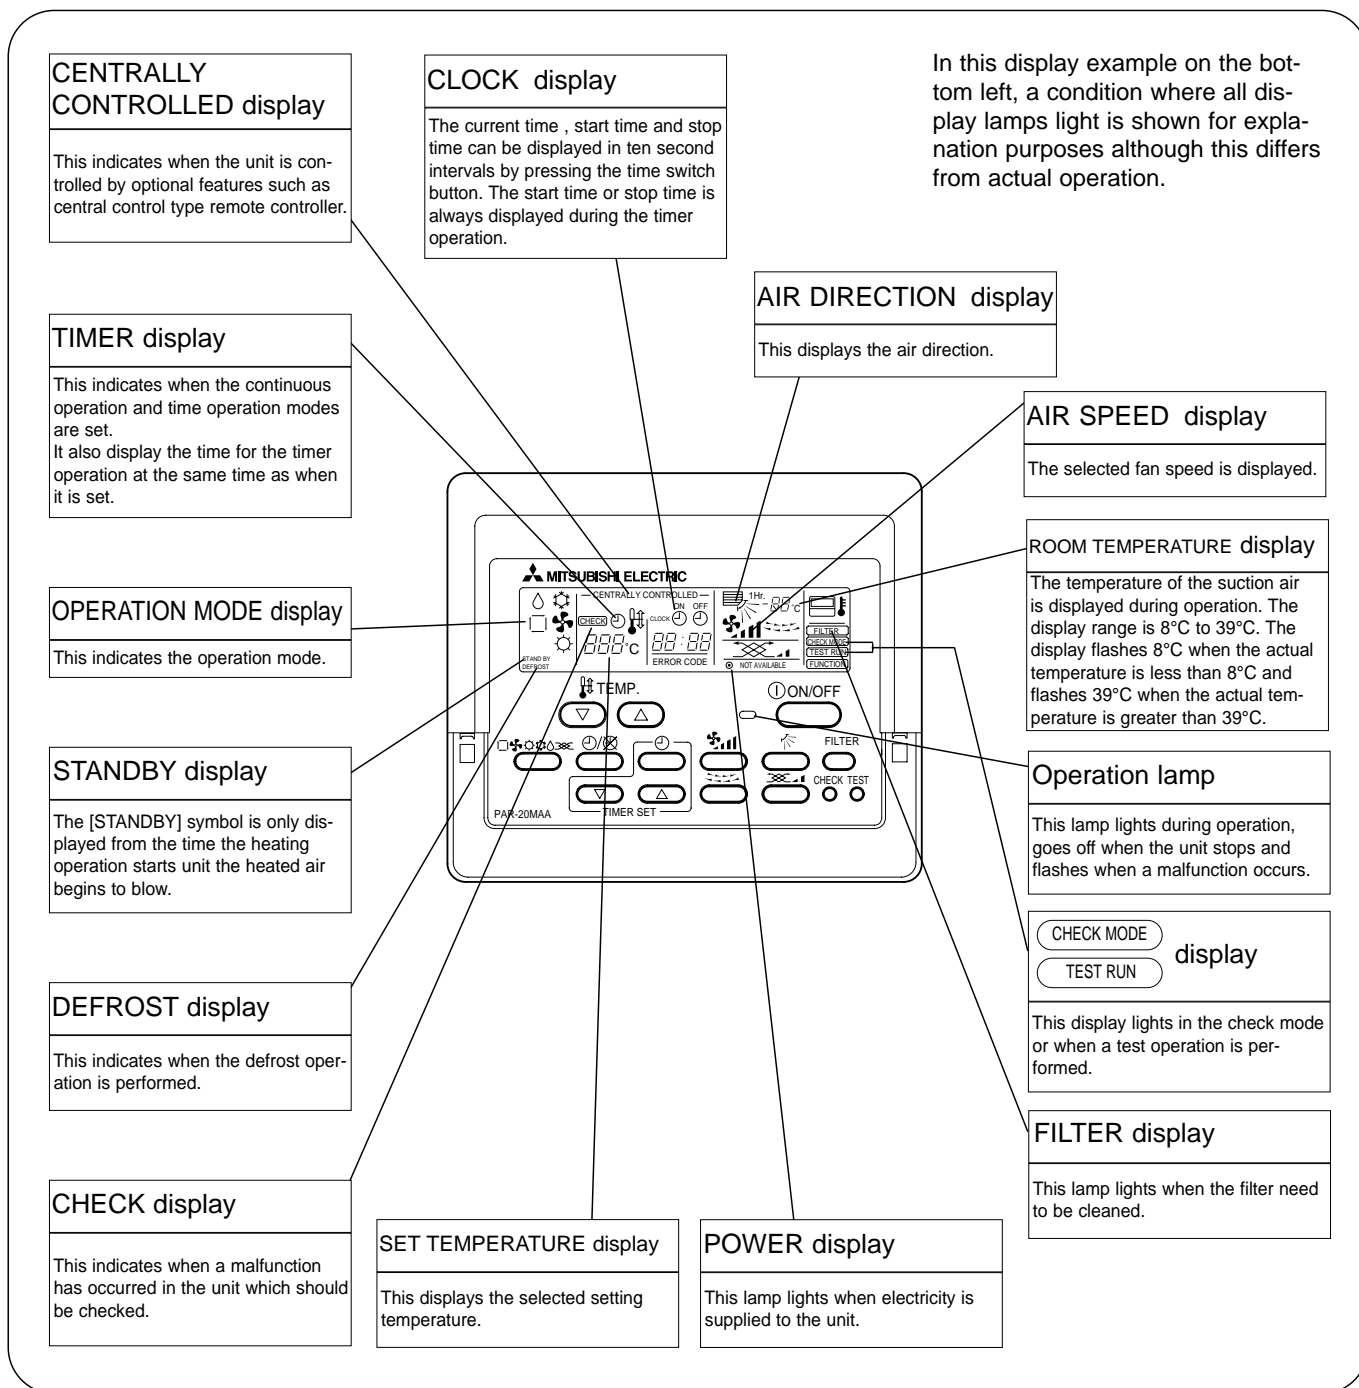 CENTRALLY
CONTROLLED display
This indicates when the unit is con-
trolled by optional features such as
central control type remote controller.
CLOCK display
The current time , start time and stop
time can be displayed in ten second
intervals by pressing the time switch
button. The start time or stop time is
always displayed during the timer
operation.
In this display example on the bot-
tom left, a condition where all dis-
play lamps light is shown for expla-
nation purposes although this differs
from actual operation.
TIMER display
This indicates when the continuous
operation and time operation modes
are set.
It also display the time for the timer
operation at the same time as when
it is set.
AIR DIRECTION display
This displays the air direction.
AIR SPEED display
The selected fan speed is displayed.
ROOM TEMPERATURE display
The temperature of the suction air
is displayed during operation. The
display range is 8°C to 39°C. The
display flashes 8°C when the actual
temperature is less than 8°C and
flashes 39°C when the actual tem-
perature is greater than 39°C.
OPERATION MODE display
This indicates the operation mode.
STANDBY display
The [STANDBY] symbol is only dis-
played from the time the heating
operation starts unit the heated air
begins to blow.
MITSUBISHI ELECTRIC
CENTRALLY CONTROLLED
ON OFF
1Hr.
-88°C
CHECK
CLOCK
888°C
88:88
ERROR CODE
STAND BY
DEFROST
NOT AVAILABLE
FILTER
CHECK MODE
TEST RUN
FUNCTION
TEMP.
ON/OFF
FILTER
CHECK TEST
PAR-20MAA
TIMER SET
Operation lamp
This lamp lights during operation,
goes off when the unit stops and
flashes when a malfunction occurs.
CHECK MODE
TEST RUN
display
This display lights in the check mode
or when a test operation is per-
formed.
DEFROST display
This indicates when the defrost oper-
ation is performed.
FILTER display
This lamp lights when the filter need
to be cleaned.
CHECK display
This indicates when a malfunction
has occurred in the unit which should
be checked.
SET TEMPERATURE display
This displays the selected setting
temperature.
POWER display
This lamp lights when electricity is
supplied to the unit.